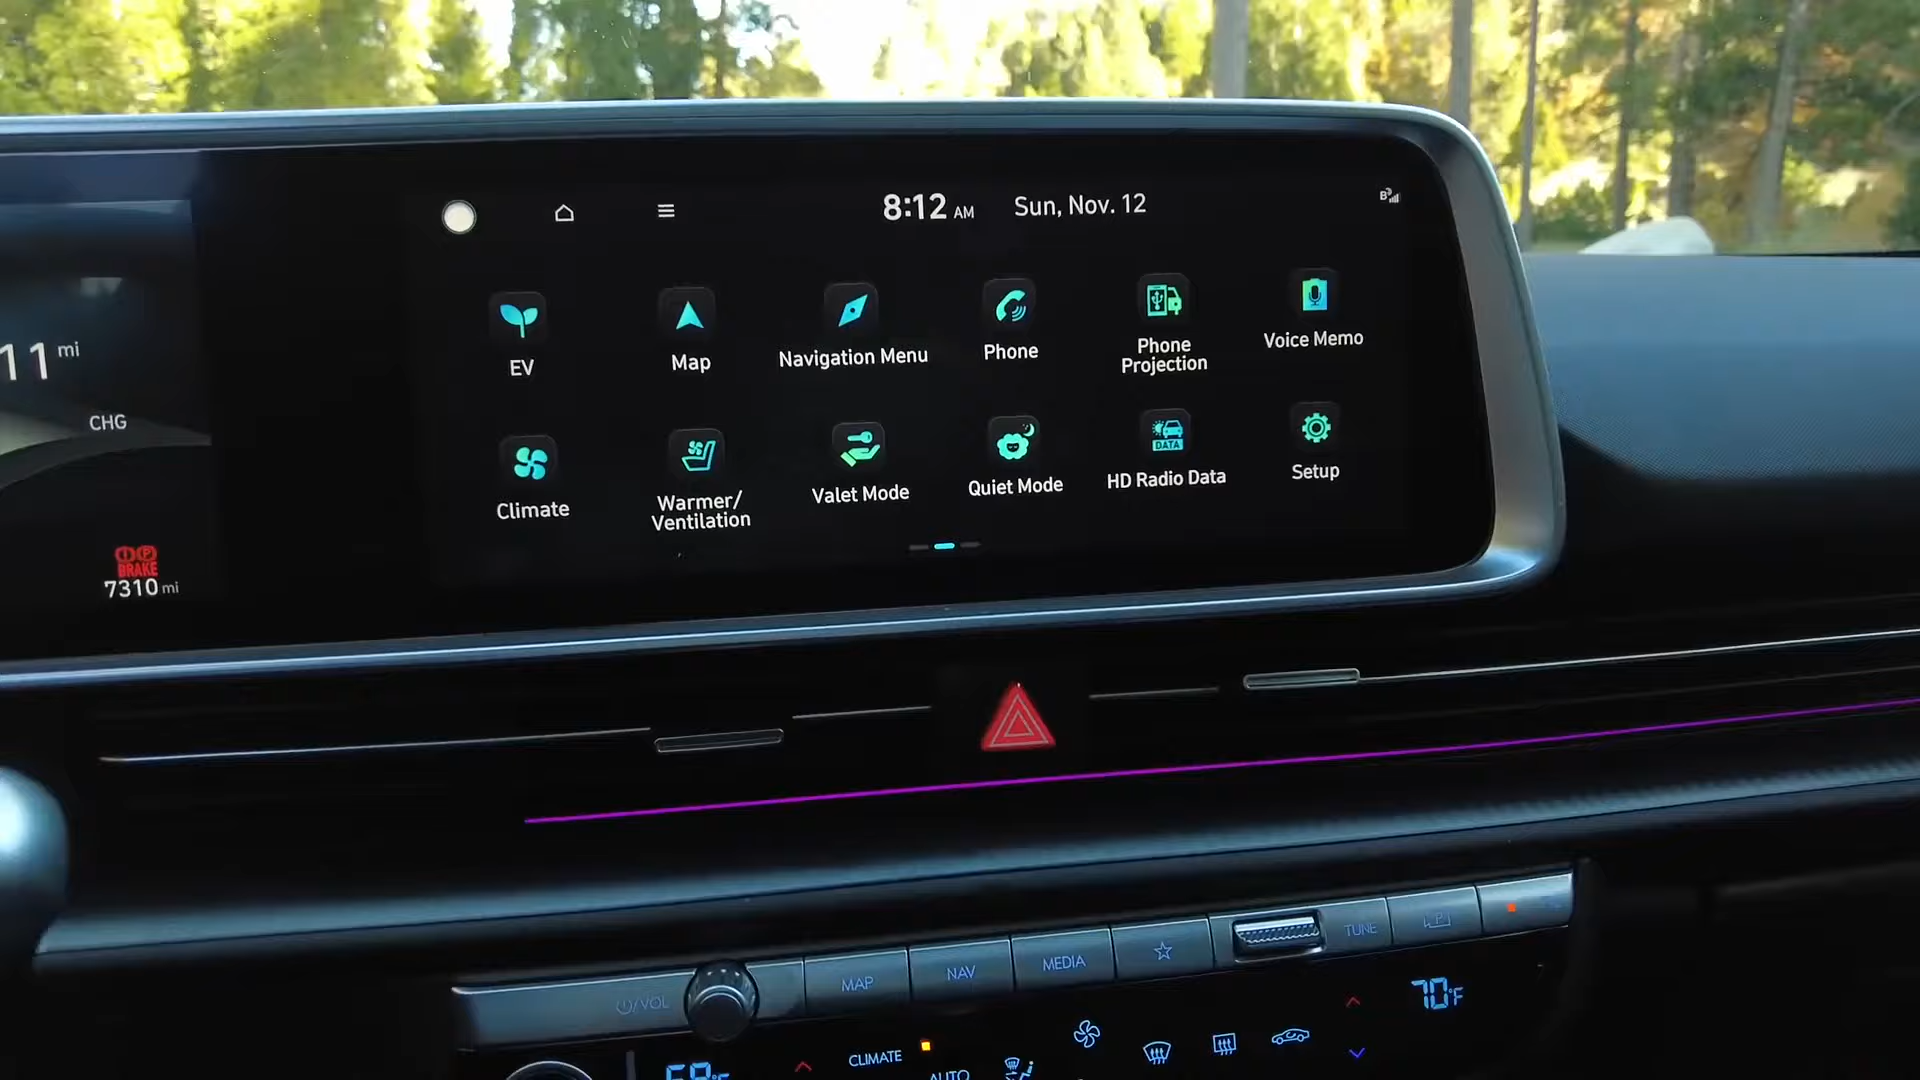 8:12 AM Sun, Nov. 12
11 mi
EV
Map
Navigation Menu
Phone
Phone
Projection
Voice Memo
CHG
Climate
Warmer/
Ventilation
Valet Mode
Quiet Mode
DATA
HD Radio Data
Setup
BRAKE
7310 mi
VOL
MAP
NAV
MEDIA
TUNE
70°F
CLIMATE
AUTO